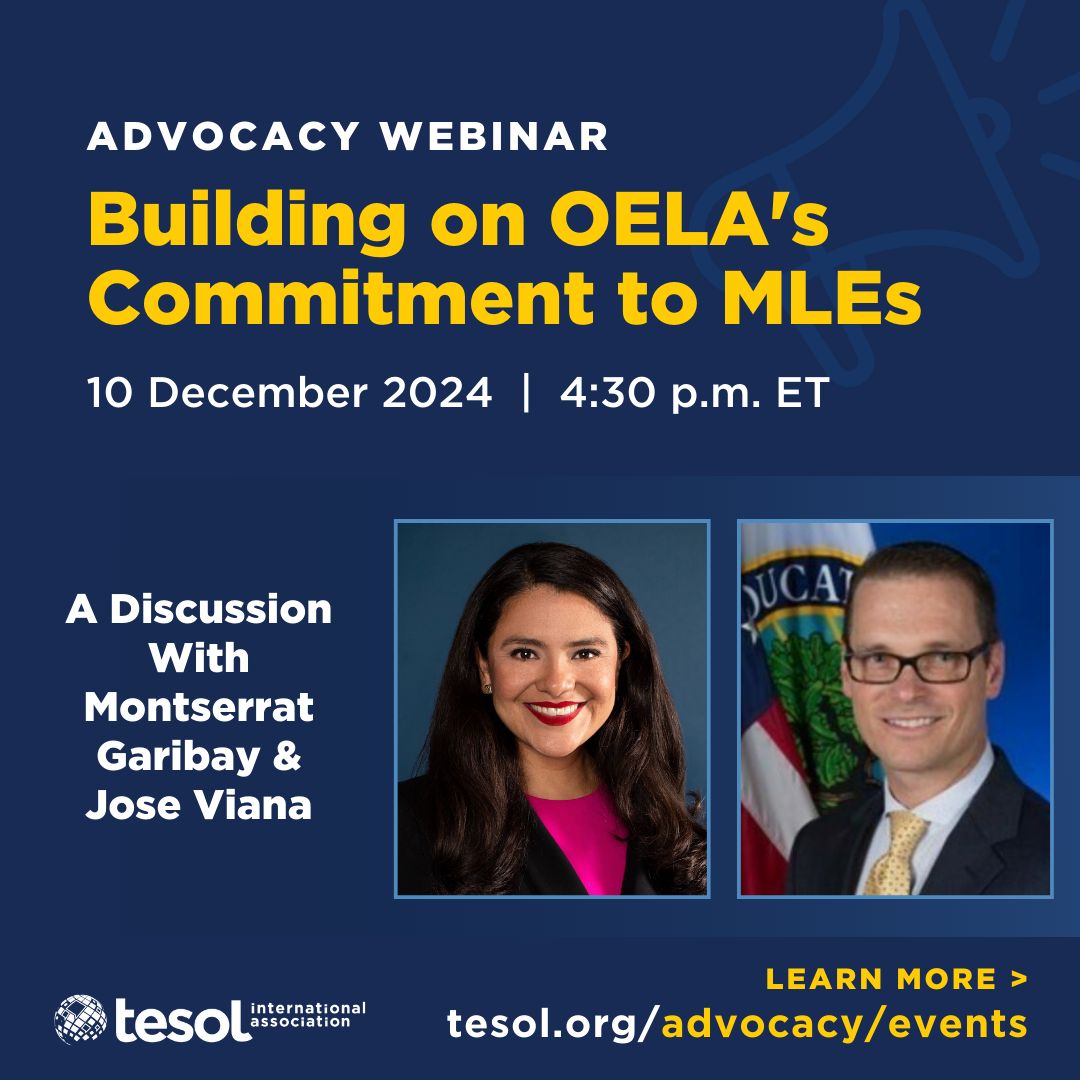 ADVOCACY WEBINAR
Building on OELA's
Commitment to MLEs
10 December 2024 | 4:30 p.m. ET
A Discussion
With
Montserrat
Garibay &
Jose Viana
DUCAT
LEARN MORE >
tesol international
association
tesol.org/advocacy/events